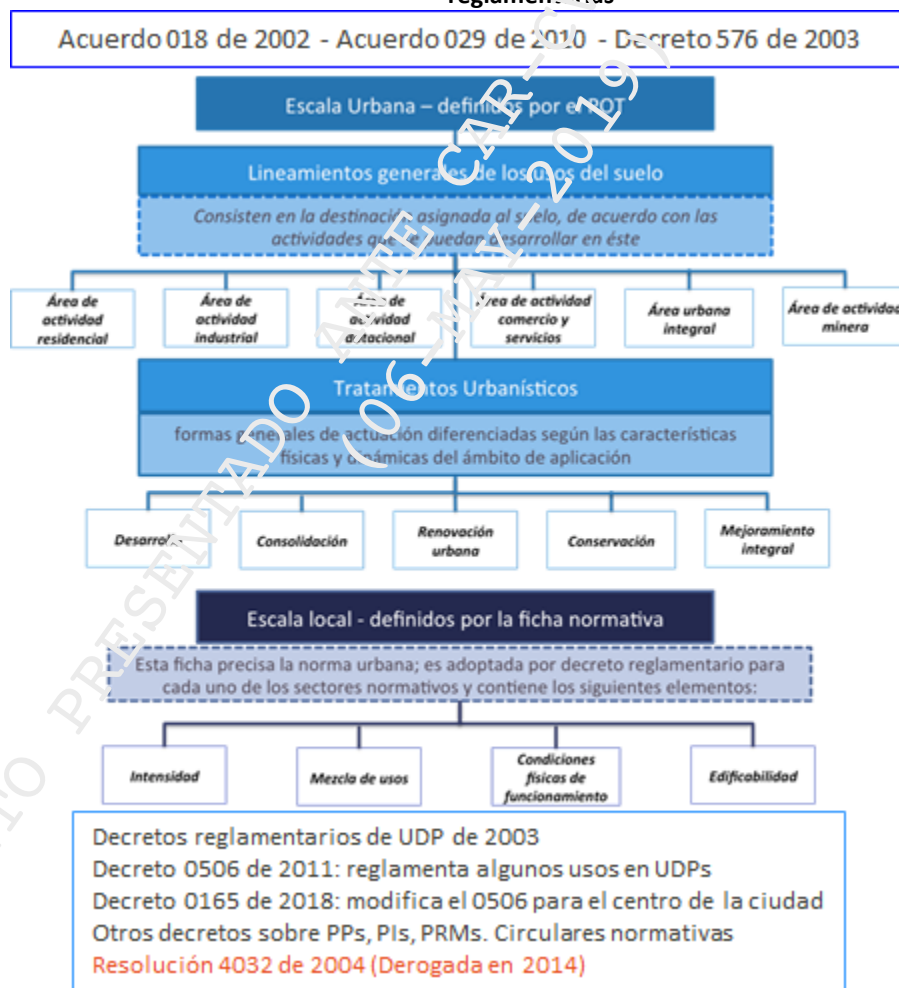 reglamentarias
Acuerdo 018 de 2002 - Acuerdo 029 de 2010 - Decreto 576 de 2003
Escala Urbana – definidos por el POT
Lineamientos generales de los usos del suelo
Consisten en la destinación asignada al suelo, de acuerdo con las
actividades que se puedan desarrollar en éste
Área de
actividad
residencial
Área de
actividad
industrial
Área de
actividad
dotacional
Área de actividad
comercio y
servicios
Área urbana
integral
Área de actividad
minera
Tratamientos Urbanísticos
formas generales de actuación diferenciadas según las características
físicas y dinámicas del ámbito de aplicación
Desarrollo
Consolidación
Renovación
urbana
Conservación
Mejoramiento
integral
Escala local - definidos por la ficha normativa
Esta ficha precisa la norma urbana; es adoptada por decreto reglamentario para
cada uno de los sectores normativos y contiene los siguientes elementos:
Intensidad
Mezcla de usos
Condiciones
físicas de
funcionamiento
Edificabilidad
Decretos reglamentarios de UDP de 2003
Decreto 0506 de 2011: reglamenta algunos usos en UDPs
Decreto 0165 de 2018: modifica el 0506 para el centro de la ciudad
Otros decretos sobre PPs, PIs, PRMs. Circulares normativas
Resolución 4032 de 2004 (Derogada en 2014)
PRESENTADO ANTE CAR-
(06-MAY-2019)